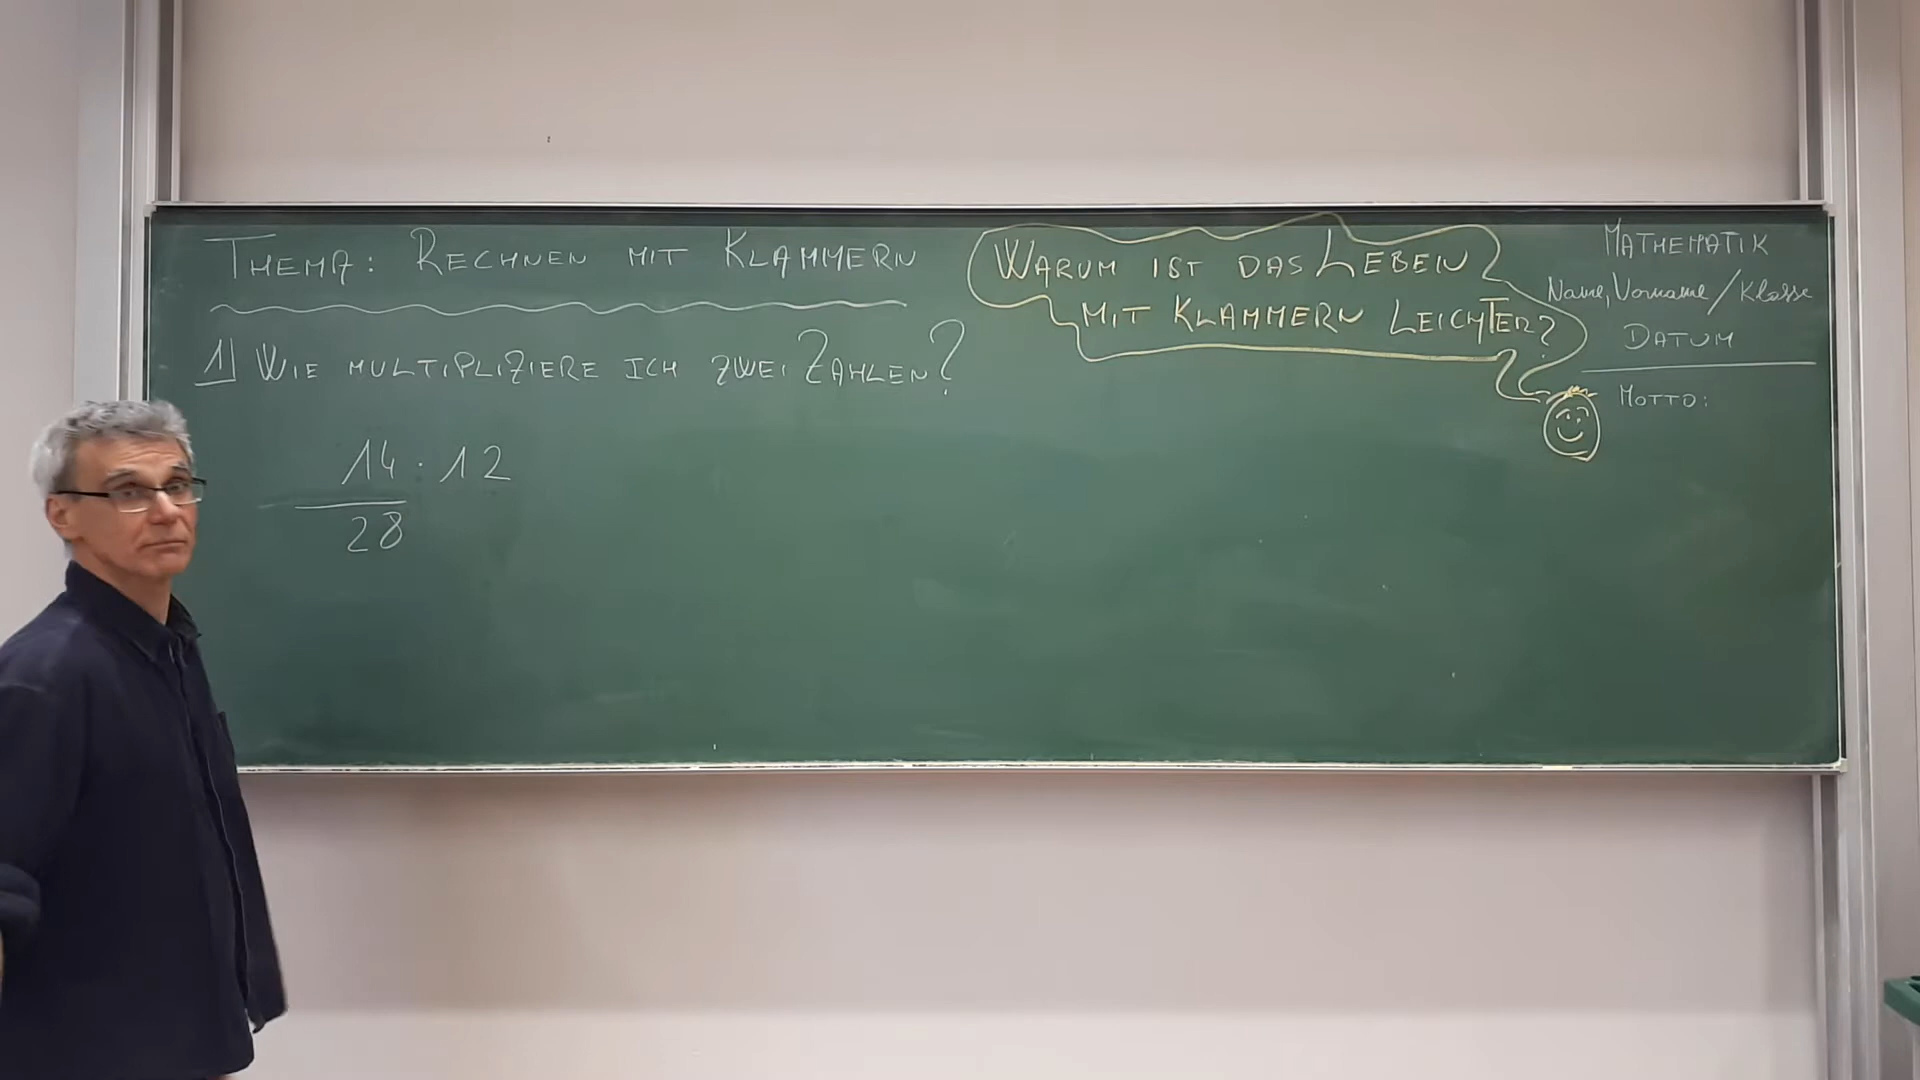 THEMA: RECHNEN MIT KLAMMERN
1) WIE MULTIPLIZIERE ICH ZWEI ZAHLEN?
14 · 12
28
WARUM IST DAS LEBEN
MIT KLAMMERN LEICHTER?
MATHEMATIK
Name, Vorname / Klasse
DATUM
MOTTO: